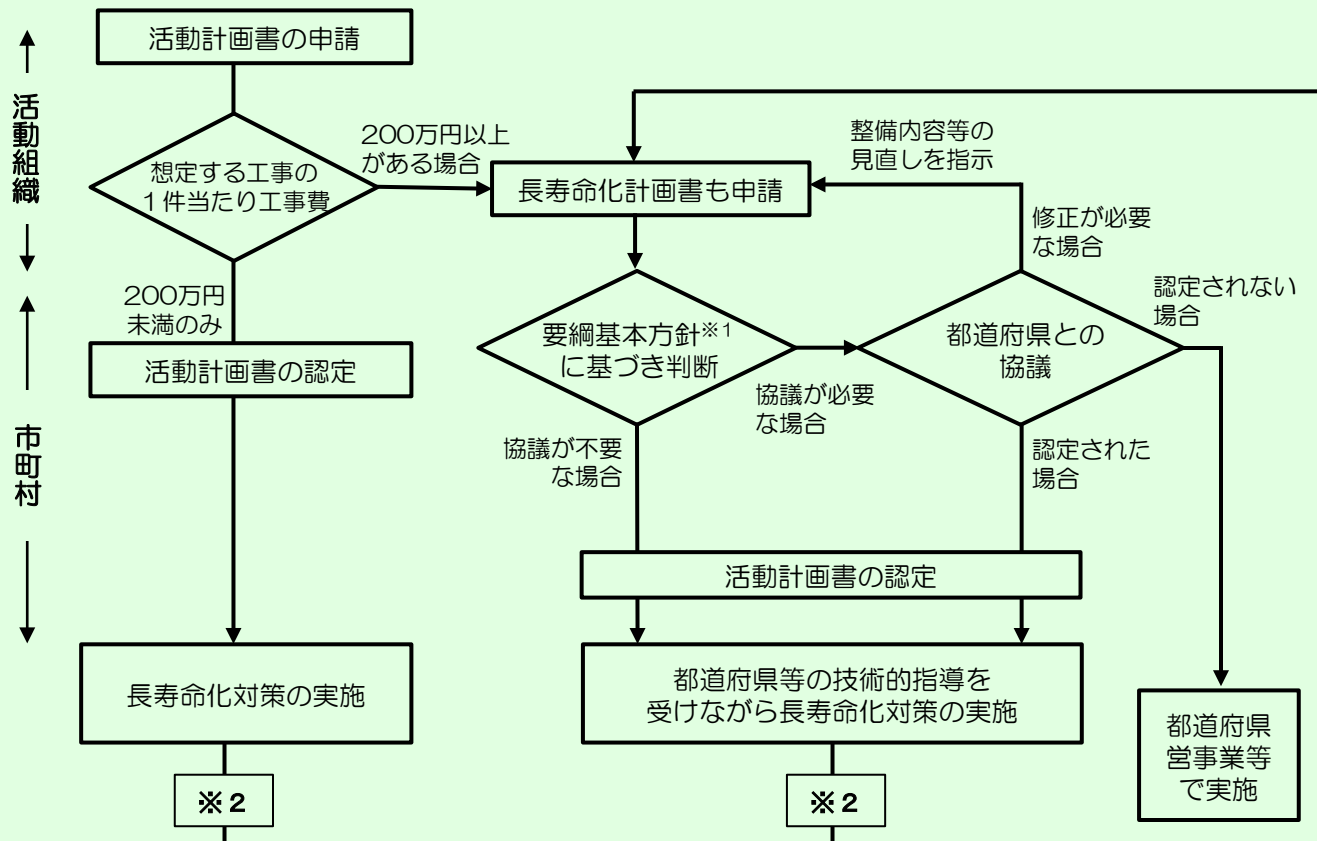 活動組織
市町村
活動計画書の申請
想定する工事の
1件当たり工事費
200万円以上
がある場合
200万円
未満のみ
活動計画書の認定
長寿命化対策の実施
※2
長寿命化計画書も申請
整備内容等の
見直しを指示
修正が必要
な場合
要綱基本方針※1
に基づき判断
協議が必要
な場合
都道府県との
協議
認定されない
場合
協議が不要
な場合
認定された
場合
活動計画書の認定
都道府県等の技術的指導を
受けながら長寿命化対策の実施
※2
都道府県
営事業等
で実施